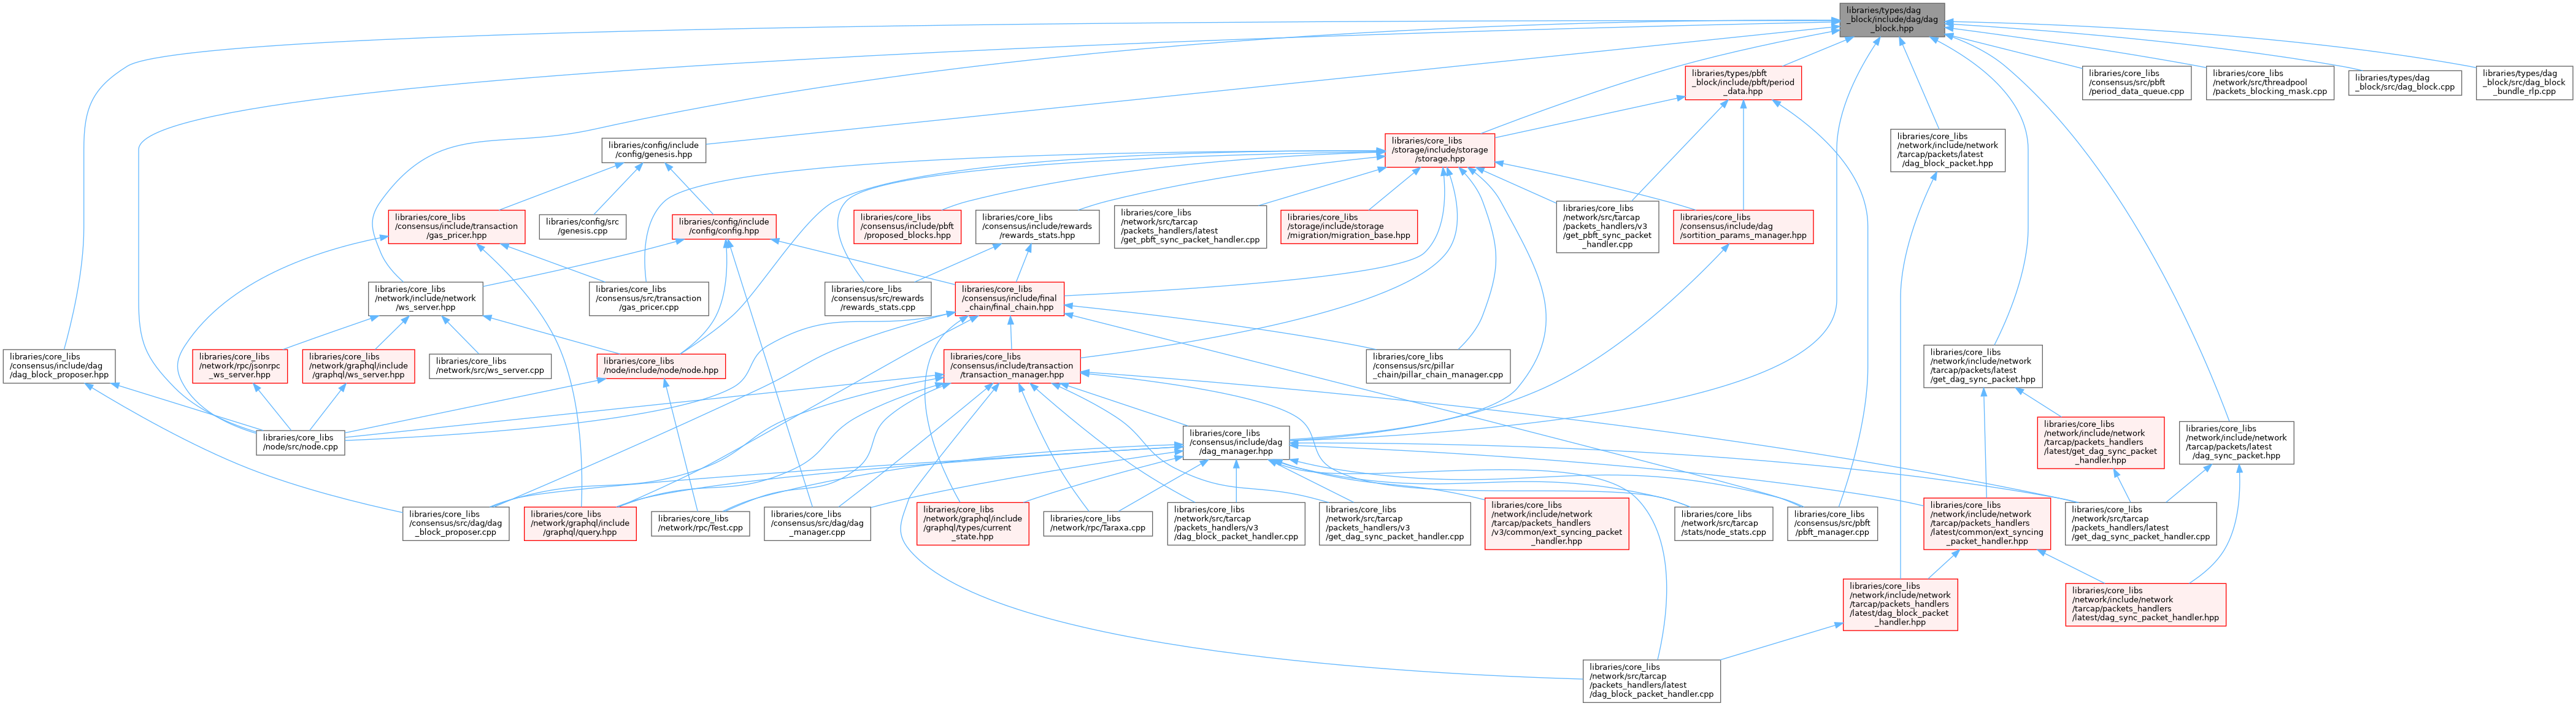 libraries/types/dag
_block/include/dag/dag
_block.hpp
libraries/types/pbft
_block/include/pbft/period
_data.hpp
libraries/core_libs
/consensus/src/pbft
/period_data_queue.cpp
libraries/core_libs
/network/src/threadpool
/packets_blocking_mask.cpp
libraries/types/dag
_block/src/dag_block.cpp
libraries/types/dag
_block/src/dag_block
_bundle_rlp.cpp
libraries/config/include
/config/genesis.hpp
libraries/core_libs
/storage/include/storage
/storage.hpp
libraries/core_libs
/network/include/network
/tarcap/packets/latest
/dag_block_packet.hpp
libraries/core_libs
/consensus/include/transaction
/gas_pricer.hpp
libraries/config/src
/genesis.cpp
libraries/config/include
/config/config.hpp
libraries/core_libs
/consensus/include/pbft
/proposed_blocks.hpp
libraries/core_libs
/consensus/include/rewards
/rewards_stats.hpp
libraries/core_libs
/network/src/tarcap
/packets_handlers/latest
/get_pbft_sync_packet_handler.cpp
libraries/core_libs
/storage/include/storage
/migration/migration_base.hpp
libraries/core_libs
/network/src/tarcap
/packets_handlers/v3
/get_pbft_sync_packet
_handler.cpp
libraries/core_libs
/consensus/include/dag
/sortition_params_manager.hpp
libraries/core_libs
/network/include/network
/ws_server.hpp
libraries/core_libs
/consensus/src/transaction
/gas_pricer.cpp
libraries/core_libs
/consensus/src/rewards
/rewards_stats.cpp
libraries/core_libs
/consensus/include/final
_chain/final_chain.hpp
libraries/core_libs
/consensus/include/dag
/dag_block_proposer.hpp
libraries/core_libs
/network/rpc/jsonrpc
_ws_server.hpp
libraries/core_libs
/network/graphql/include
/graphql/ws_server.hpp
libraries/core_libs
/network/src/ws_server.cpp
libraries/core_libs
/node/include/node/node.hpp
libraries/core_libs
/consensus/include/transaction
/transaction_manager.hpp
libraries/core_libs
/consensus/src/pillar
_chain/pillar_chain_manager.cpp
libraries/core_libs
/network/include/network
/tarcap/packets/latest
/get_dag_sync_packet.hpp
libraries/core_libs
/node/src/node.cpp
libraries/core_libs
/consensus/include/dag
/dag_manager.hpp
libraries/core_libs
/network/include/network
/tarcap/packets_handlers
/latest/get_dag_sync_packet
_handler.hpp
libraries/core_libs
/network/include/network
/tarcap/packets/latest
/dag_sync_packet.hpp
libraries/core_libs
/consensus/src/dag/dag
_block_proposer.cpp
libraries/core_libs
/network/graphql/include
/graphql/query.hpp
libraries/core_libs
/network/rpc/Test.cpp
libraries/core_libs
/consensus/src/dag/dag
_manager.cpp
libraries/core_libs
/network/graphql/include
/graphql/types/current
_state.hpp
libraries/core_libs
/network/rpc/Taraxa.cpp
libraries/core_libs
/network/src/tarcap
/packets_handlers/v3
/dag_block_packet_handler.cpp
libraries/core_libs
/network/src/tarcap
/packets_handlers/v3
/get_dag_sync_packet_handler.cpp
libraries/core_libs
/network/include/network
/tarcap/packets_handlers
/v3/common/ext_syncing_packet
_handler.hpp
libraries/core_libs
/network/src/tarcap
/stats/node_stats.cpp
libraries/core_libs
/consensus/src/pbft
/pbft_manager.cpp
libraries/core_libs
/network/include/network
/tarcap/packets_handlers
/latest/common/ext_syncing
_packet_handler.hpp
libraries/core_libs
/network/src/tarcap
/packets_handlers/latest
/get_dag_sync_packet_handler.cpp
libraries/core_libs
/network/include/network
/tarcap/packets_handlers
/latest/dag_block_packet
_handler.hpp
libraries/core_libs
/network/include/network
/tarcap/packets_handlers
/latest/dag_sync_packet_handler.hpp
libraries/core_libs
/network/src/tarcap
/packets_handlers/latest
/dag_block_packet_handler.cpp